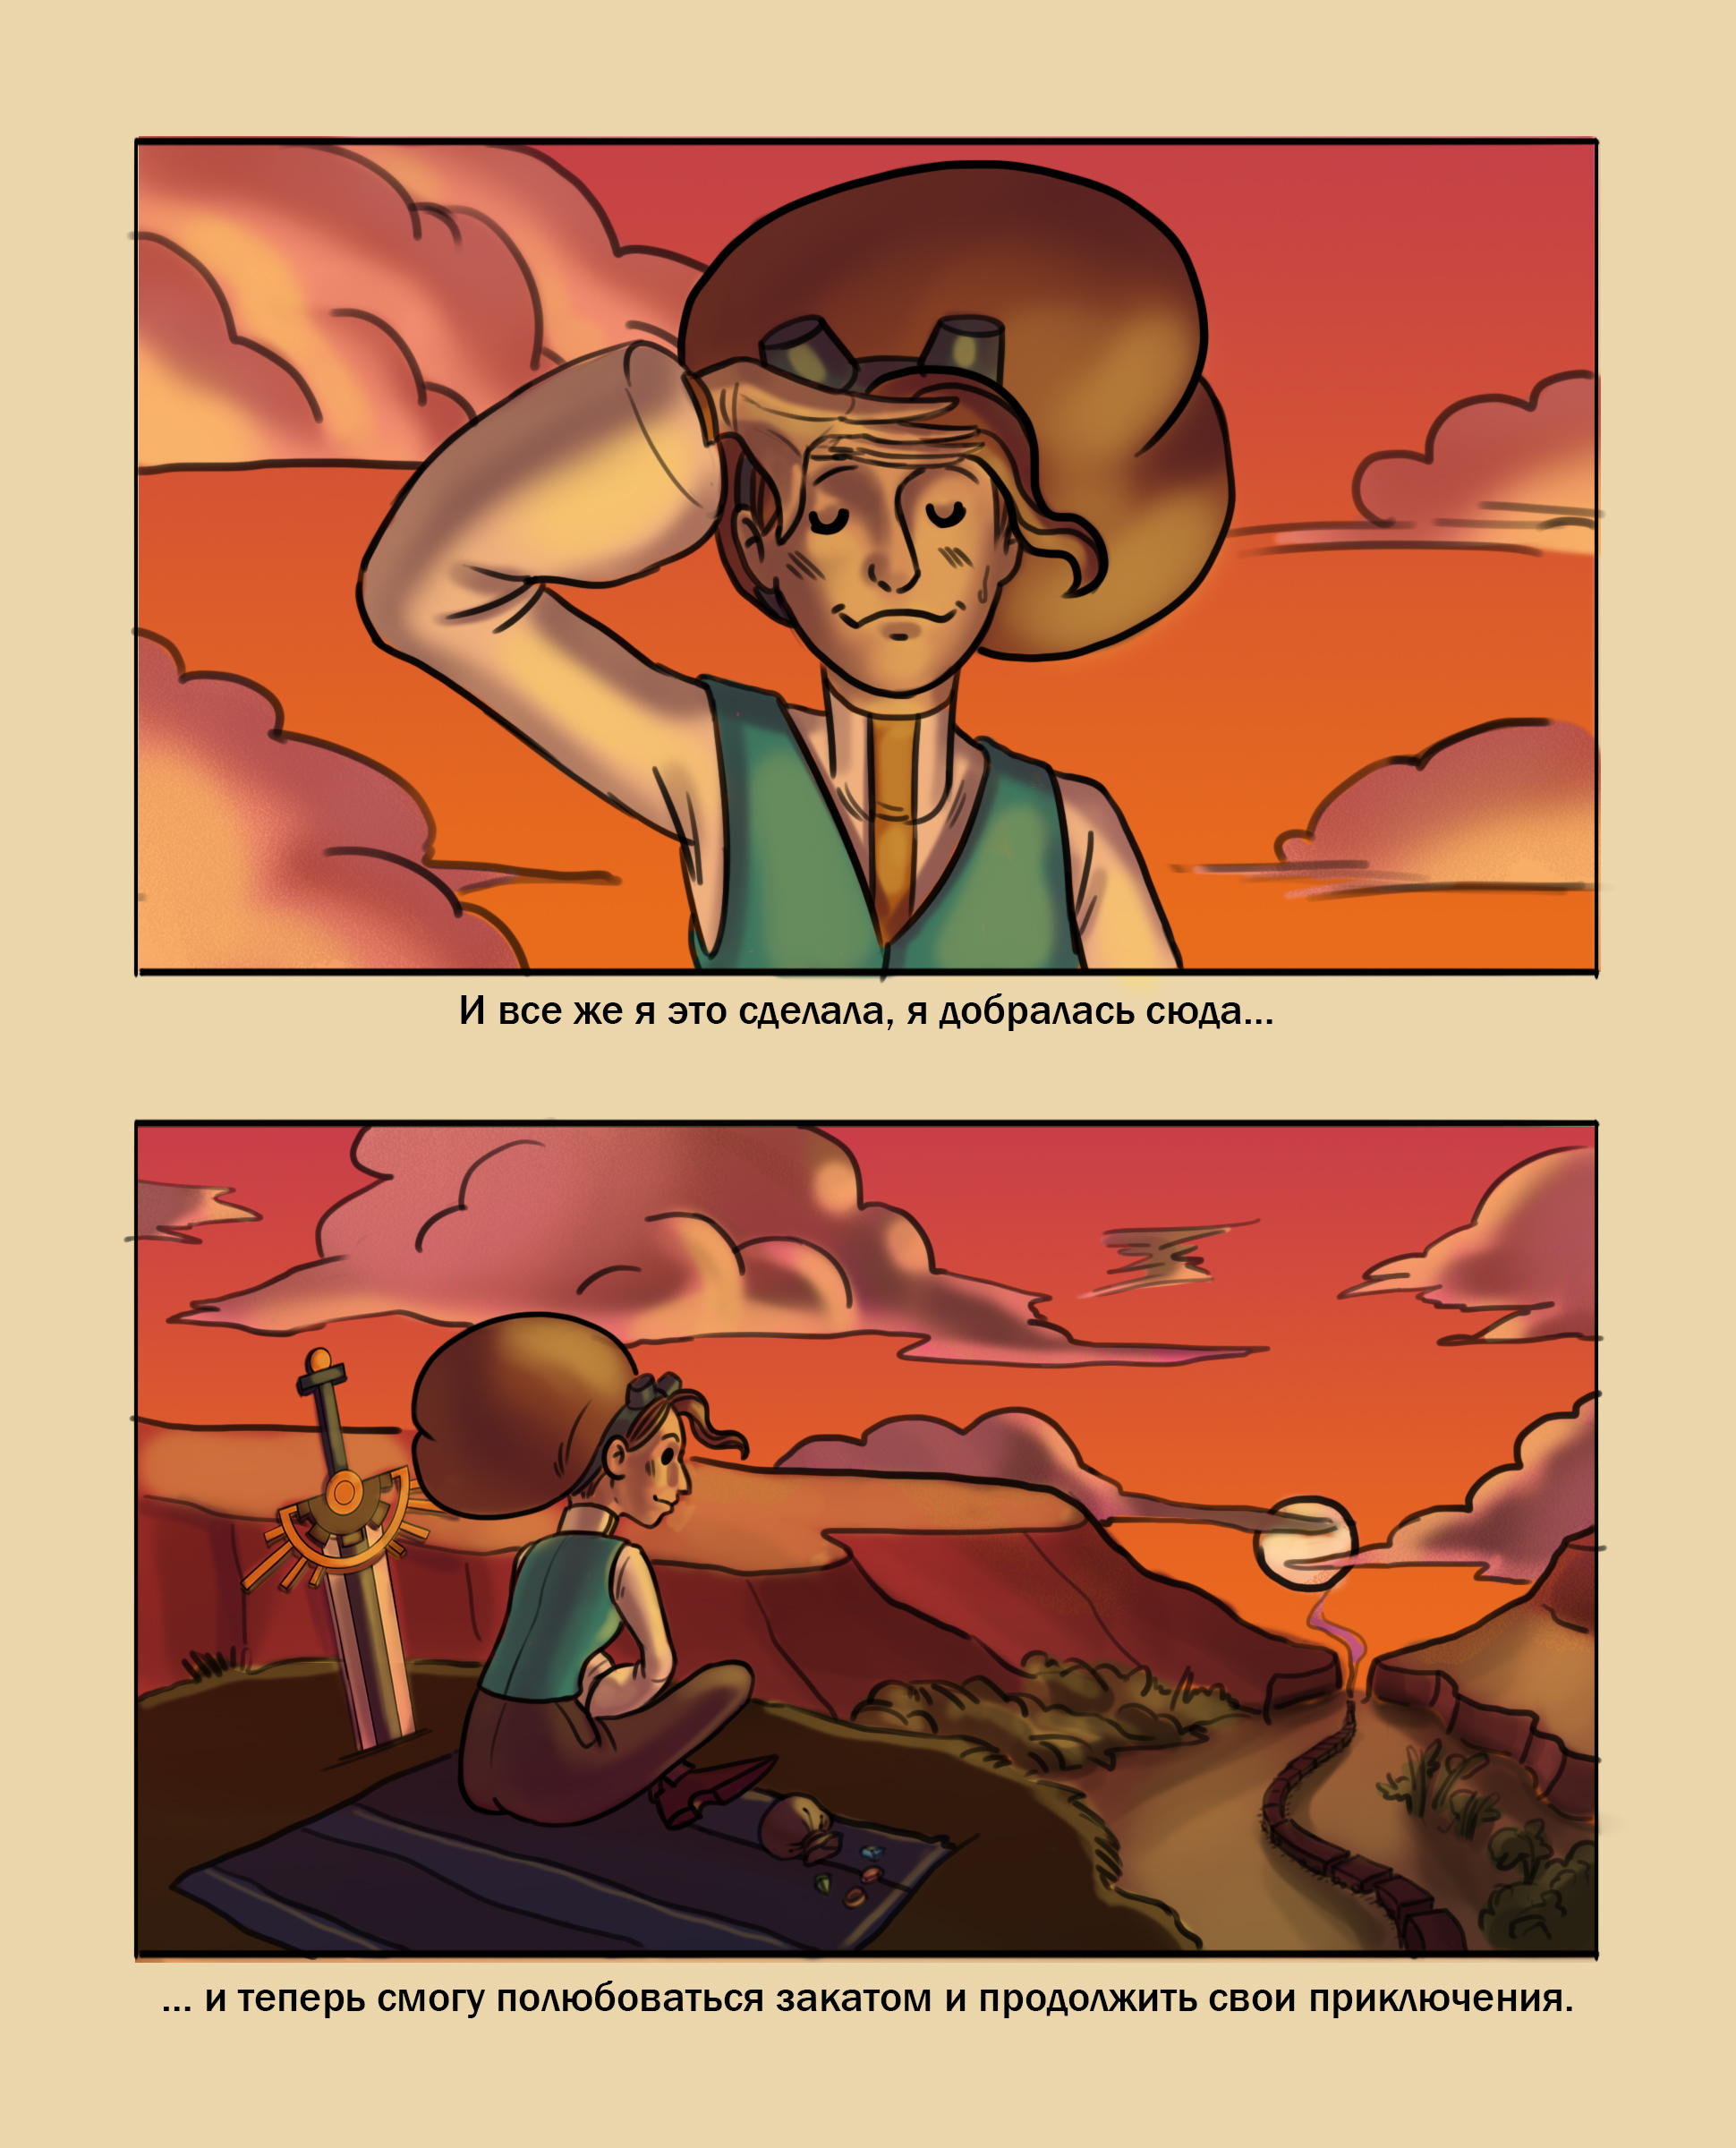 И все же я это сделала, я добралась сюда...
... и теперь смогу полюбоваться закатом и продолжить свои приключения.